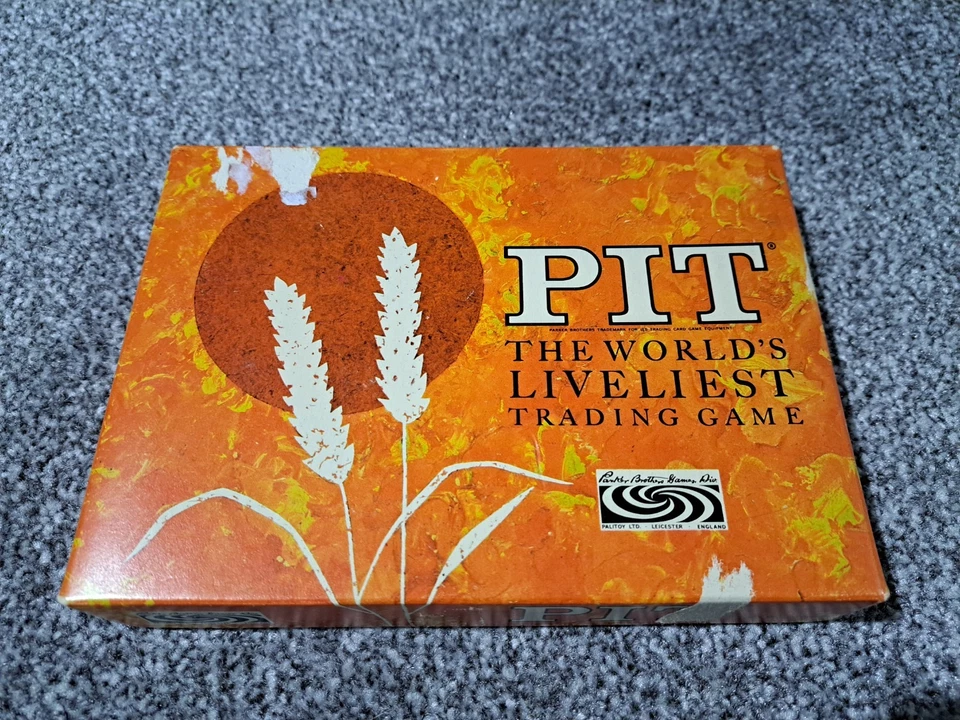 PIT®
PARKER BROTHERS TRADEMARK FOR ITS TRADING CARD GAME EQUIPMENT
THE WORLD'S
LIVELIEST
TRADING GAME
Parker Brothers Games Div.
PALITOY LTD. · LEICESTER · ENGLAND
PIT